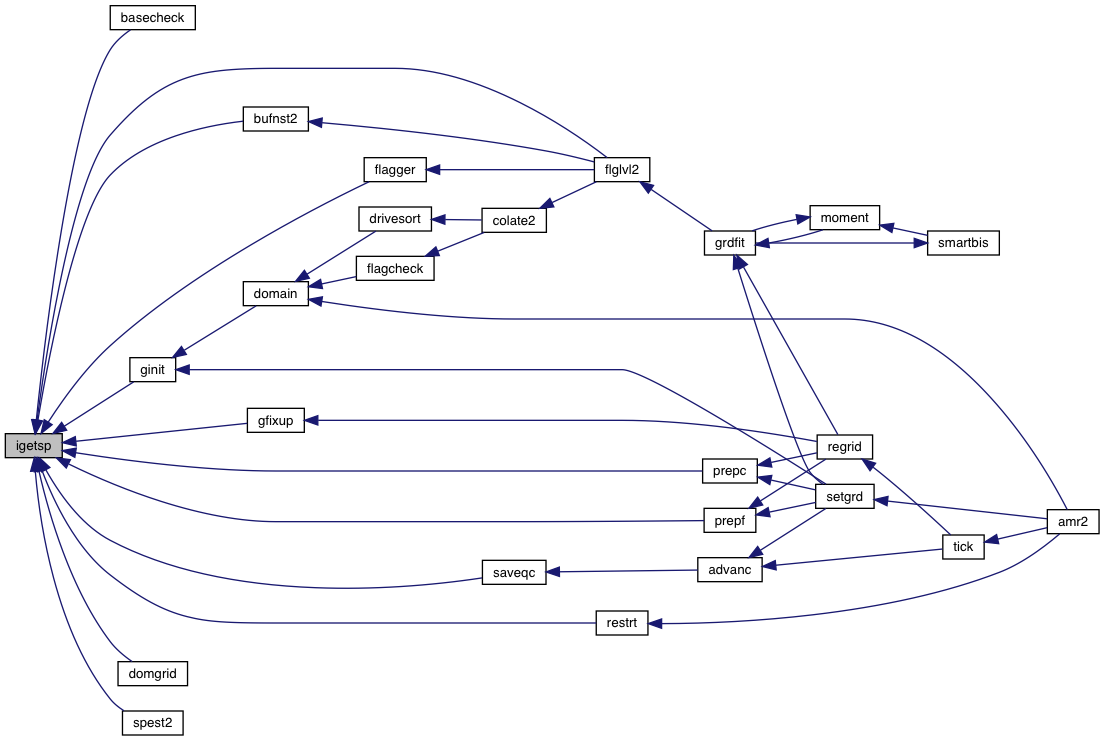 basecheck
bufnst2
flagger
flglvl2
drivesort
colate2
moment
grdfit
smartbis
flagcheck
domain
ginit
gfixup
igetsp
regrid
prepc
setgrd
prepf
amr2
tick
saveqc
advanc
restrt
domgrid
spest2